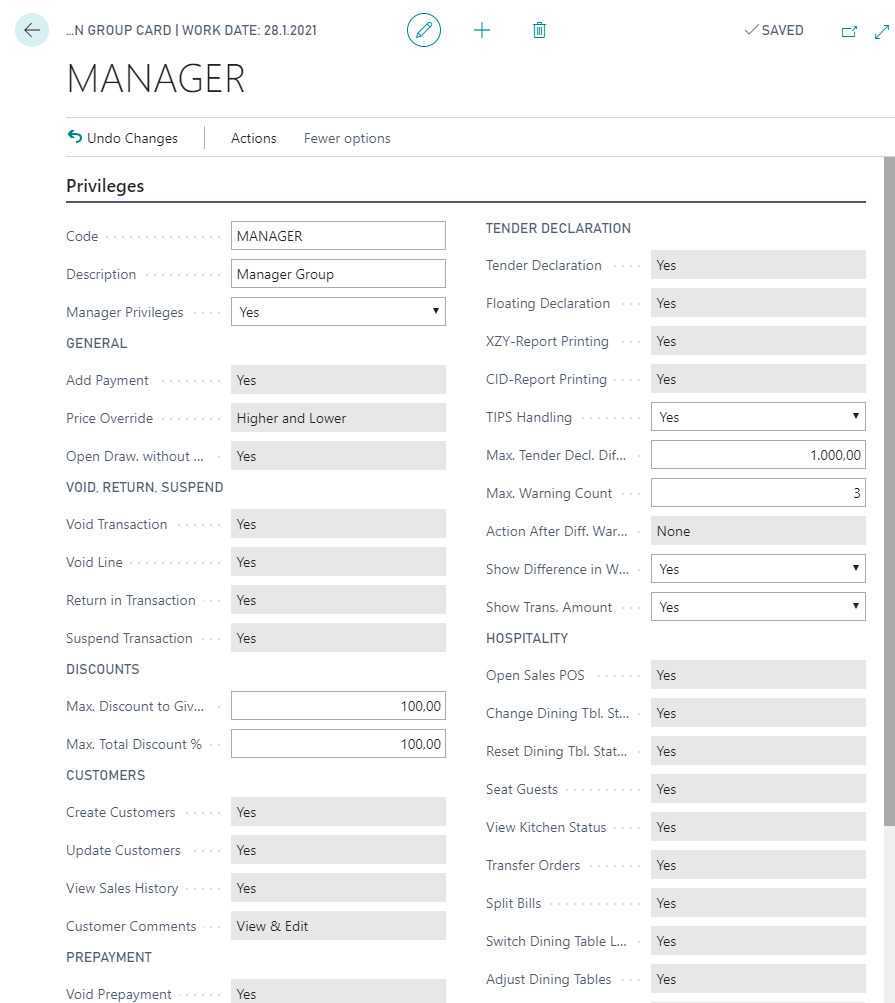 …N GROUP CARD | WORK DATE: 28.1.2021
SAVED
MANAGER
Undo Changes
Actions
Fewer options
Privileges
Code
MANAGER
Description
Manager Group
Manager Privileges
Yes
GENERAL
Add Payment
Yes
Price Override
Higher and Lower
Open Draw. without ...
Yes
VOID, RETURN, SUSPEND
Void Transaction
Yes
Void Line
Yes
Return in Transaction
Yes
Suspend Transaction
Yes
DISCOUNTS
Max. Discount to Giv...
100,00
Max. Total Discount %
100,00
CUSTOMERS
Create Customers
Yes
Update Customers
Yes
View Sales History
Yes
Customer Comments
View & Edit
PREPAYMENT
Void Prepayment
Yes
TENDER DECLARATION
Tender Declaration
Yes
Floating Declaration
Yes
XZY-Report Printing
Yes
CID-Report Printing
Yes
TIPS Handling
Yes
Max. Tender Decl. Dif...
1.000,00
Max. Warning Count
3
Action After Diff. War...
None
Show Difference in W...
Yes
Show Trans. Amount
Yes
HOSPITALITY
Open Sales POS
Yes
Change Dining Tbl. St...
Yes
Reset Dining Tbl. Stat...
Yes
Seat Guests
Yes
View Kitchen Status
Yes
Transfer Orders
Yes
Split Bills
Yes
Switch Dining Table L...
Yes
Adjust Dining Tables
Yes